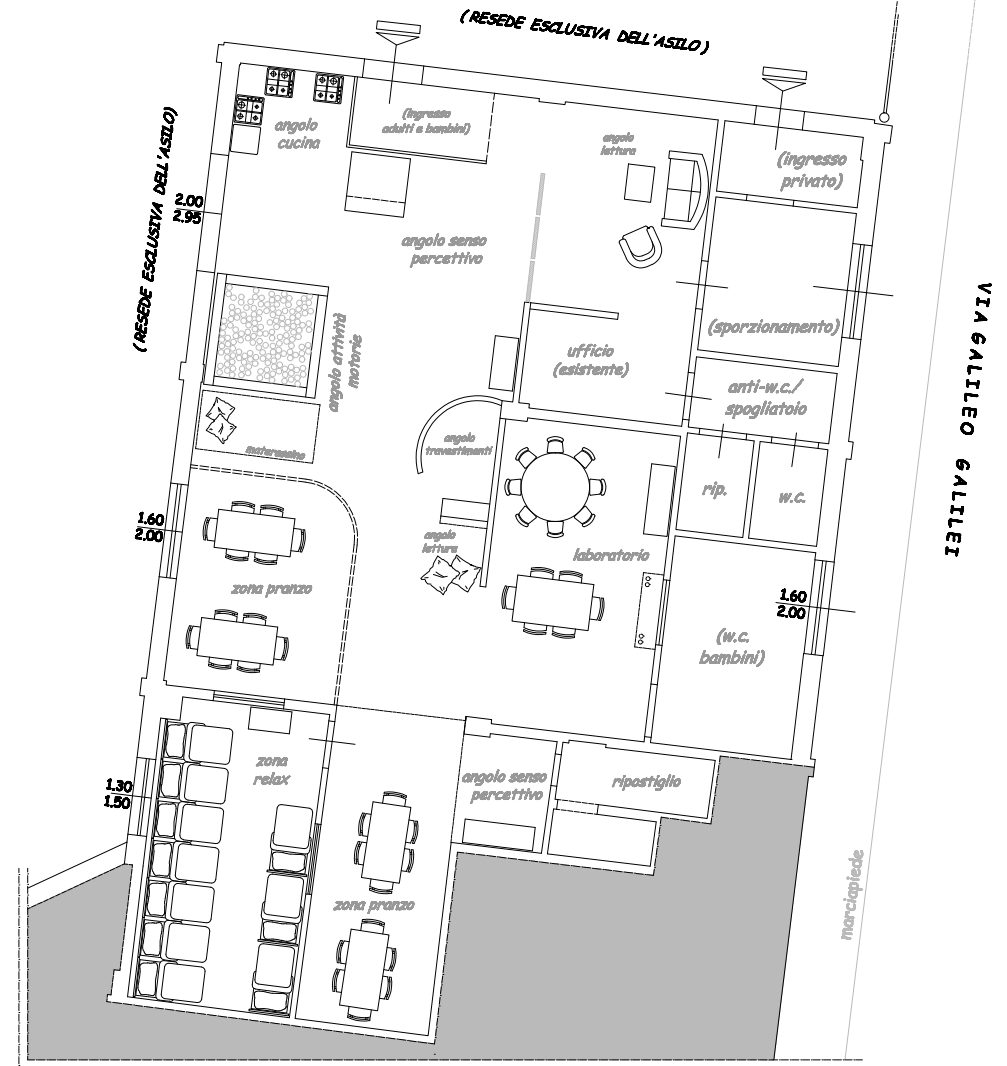 (RESEDE ESCLUSIVA DELL'ASILO)
(RESEDE ESCLUSIVA DELL'ASILO)
angolo
cucina
(ingresso
adulti e bambini)
angolo
lettura
(ingresso
privato)
2.00
2.95
angolo senso
percettivo
(sporzionamento)
angolo attività
motorie
ufficio
(esistente)
anti-w.c./
spogliatoio
VIA GALILEO GALILEI
materassino
angolo
travestimenti
rip.
w.c.
1.60
2.00
angolo
lettura
laboratorio
zona pranzo
1.60
2.00
(w.c.
bambini)
zona
relax
angolo senso
percettivo
ripostiglio
1.30
1.50
zona pranzo
marciapiede